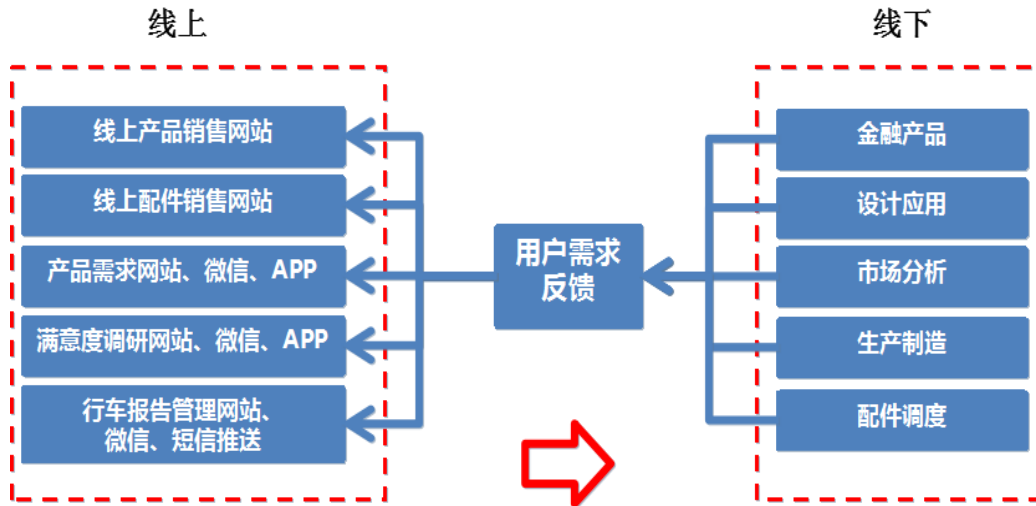 线上
线下
线上产品销售网站
线上配件销售网站
产品需求网站、微信、APP
满意度调研网站、微信、APP
行车报告管理网站、
微信、短信推送
用户需求
反馈
金融产品
设计应用
市场分析
生产制造
配件调度